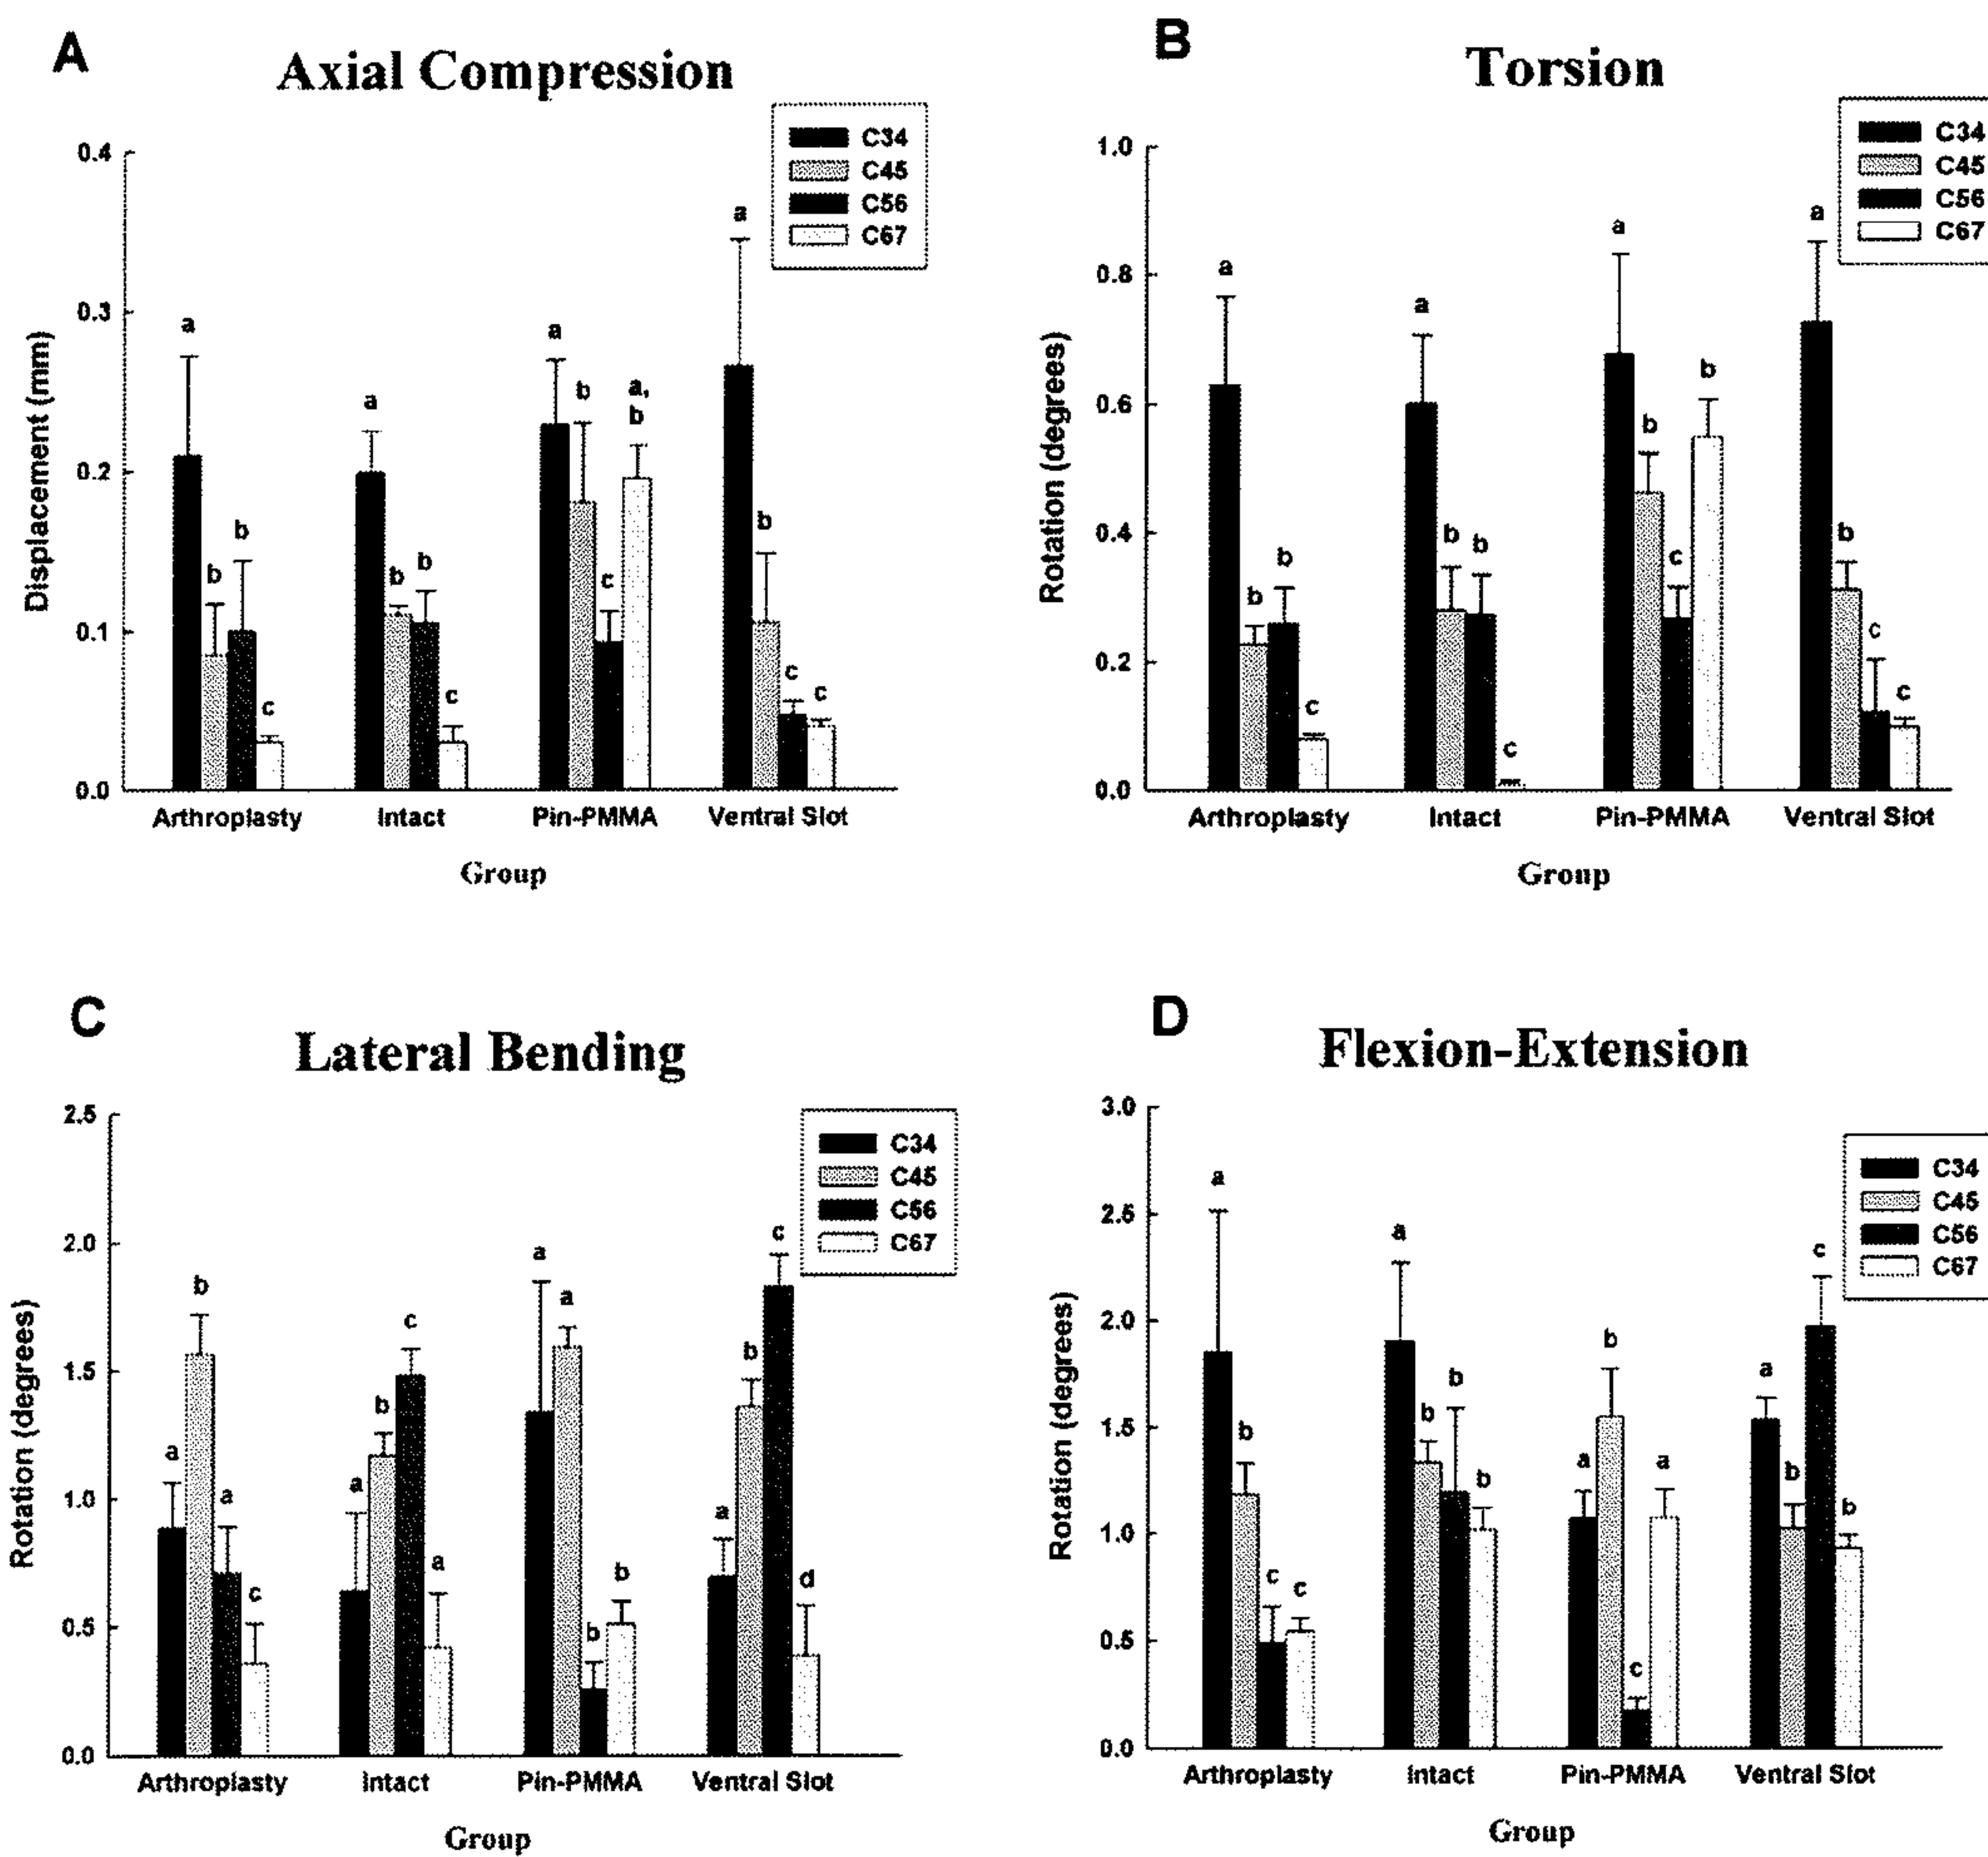 A
Axial Compression
C34
C45
C56
C67
0.4
0.3
0.2
0.1
0.0
Displacement (mm)
a
b
b
c
a
b
b
c
a
b
c
a,
b
a
b
c
c
Arthroplasty
Intact
Pin-PMMA
Ventral Slot
Group
B
Torsion
C34
C45
C56
C67
1.0
0.8
0.6
0.4
0.2
0.0
Rotation (degrees)
a
b
b
c
a
b
b
c
a
b
c
b
a
b
c
c
Arthroplasty
Intact
Pin-PMMA
Ventral Slot
Group
C
Lateral Bending
C34
C45
C56
C67
2.5
2.0
1.5
1.0
0.5
0.0
Rotation (degrees)
a
b
a
c
a
b
c
a
a
a
b
b
a
b
c
d
Arthroplasty
Intact
Pin-PMMA
Ventral Slot
Group
D
Flexion-Extension
C34
C45
C56
C67
3.0
2.5
2.0
1.5
1.0
0.5
0.0
Rotation (degrees)
a
b
c
c
a
b
b
b
a
b
c
a
a
b
c
b
Arthroplasty
Intact
Pin-PMMA
Ventral Slot
Group